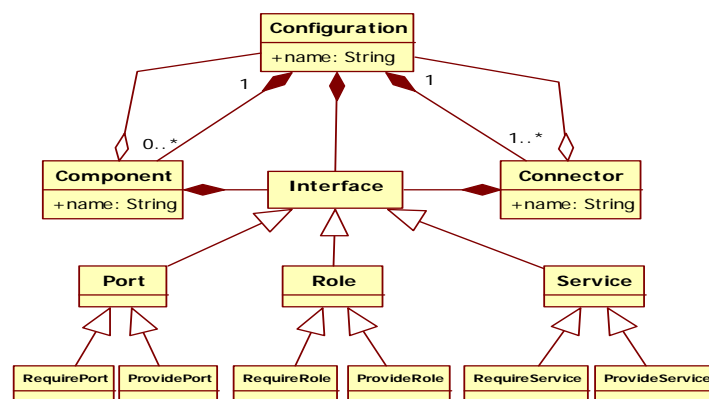 Configuration
+name: String
1
1
0..*
1..*
Component
+name: String
Interface
Connector
+name: String
Port
Role
Service
RequirePort
ProvidePort
RequireRole
ProvideRole
RequireService
ProvideService